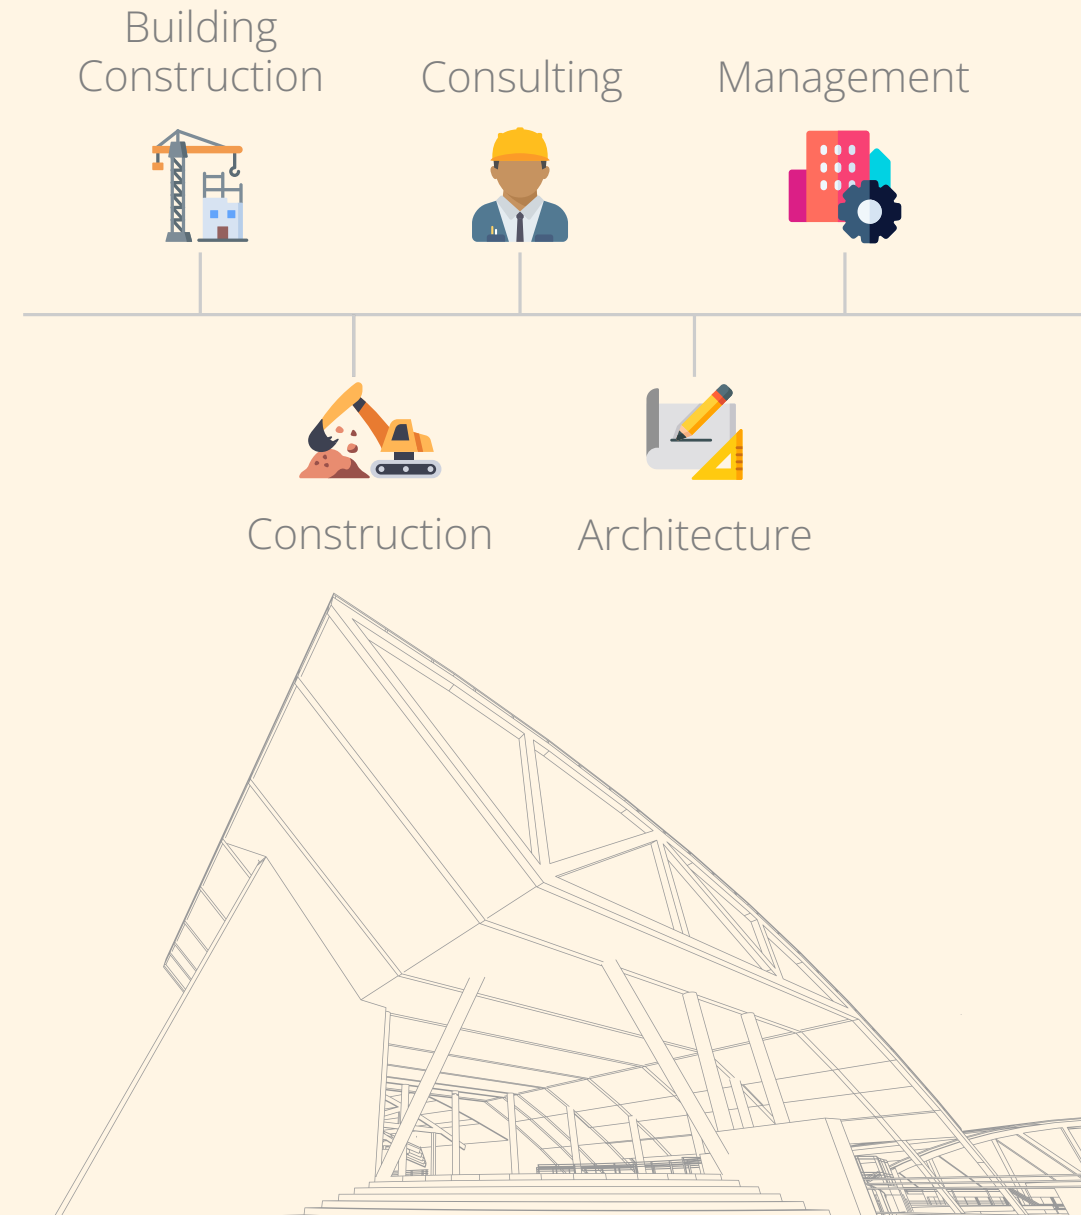 Building
Construction
Consulting
Management
Construction
Architecture